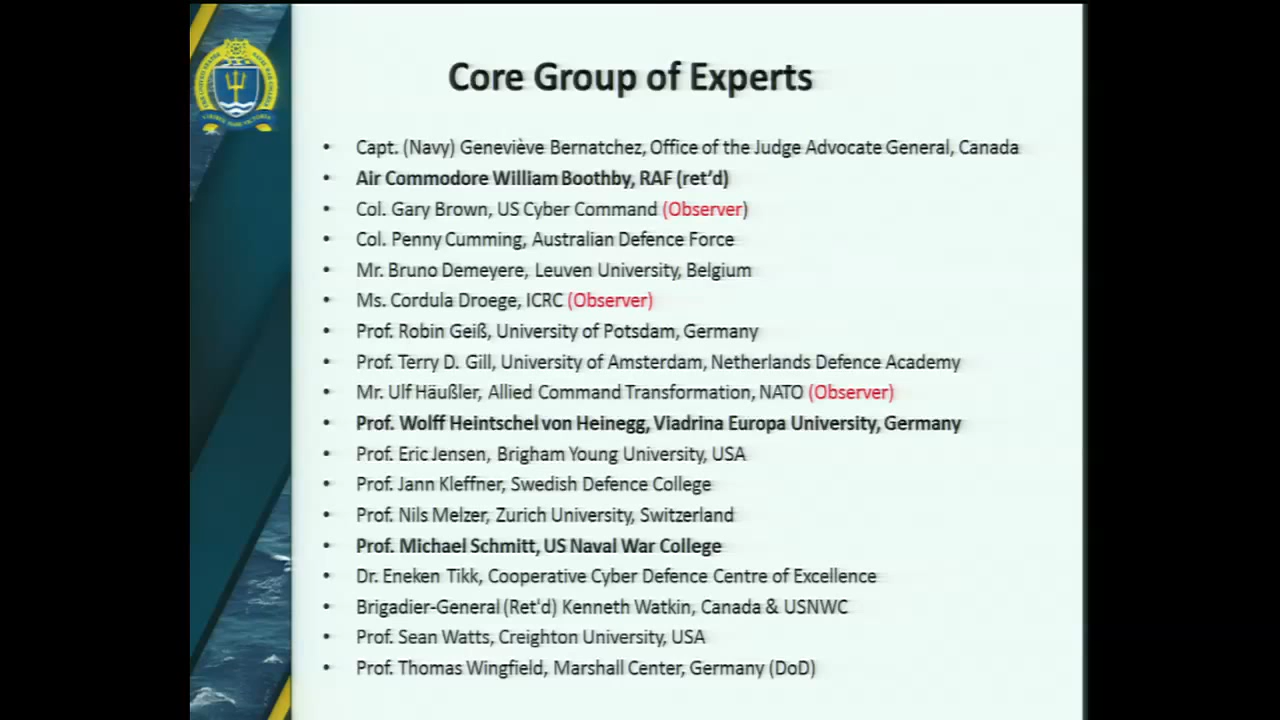 Core Group of Experts
• Capt. (Navy) Geneviève Bernatchez, Office of the Judge Advocate General, Canada
• Air Commodore William Boothby, RAF (ret'd)
• Col. Gary Brown, US Cyber Command (Observer)
• Col. Penny Cumming, Australian Defence Force
• Mr. Bruno Demeyere, Leuven University, Belgium
• Ms. Cordula Droege, ICRC (Observer)
• Prof. Robin Geiß, University of Potsdam, Germany
• Prof. Terry D. Gill, University of Amsterdam, Netherlands Defence Academy
• Mr. Ulf Häußler, Allied Command Transformation, NATO (Observer)
• Prof. Wolff Heintschel von Heinegg, Viadrina Europa University, Germany
• Prof. Eric Jensen, Brigham Young University, USA
• Prof. Jann Kleffner, Swedish Defence College
• Prof. Nils Melzer, Zurich University, Switzerland
• Prof. Michael Schmitt, US Naval War College
• Dr. Eneken Tikk, Cooperative Cyber Defence Centre of Excellence
• Brigadier-General (Ret'd) Kenneth Watkin, Canada & USNWC
• Prof. Sean Watts, Creighton University, USA
• Prof. Thomas Wingfield, Marshall Center, Germany (DoD)